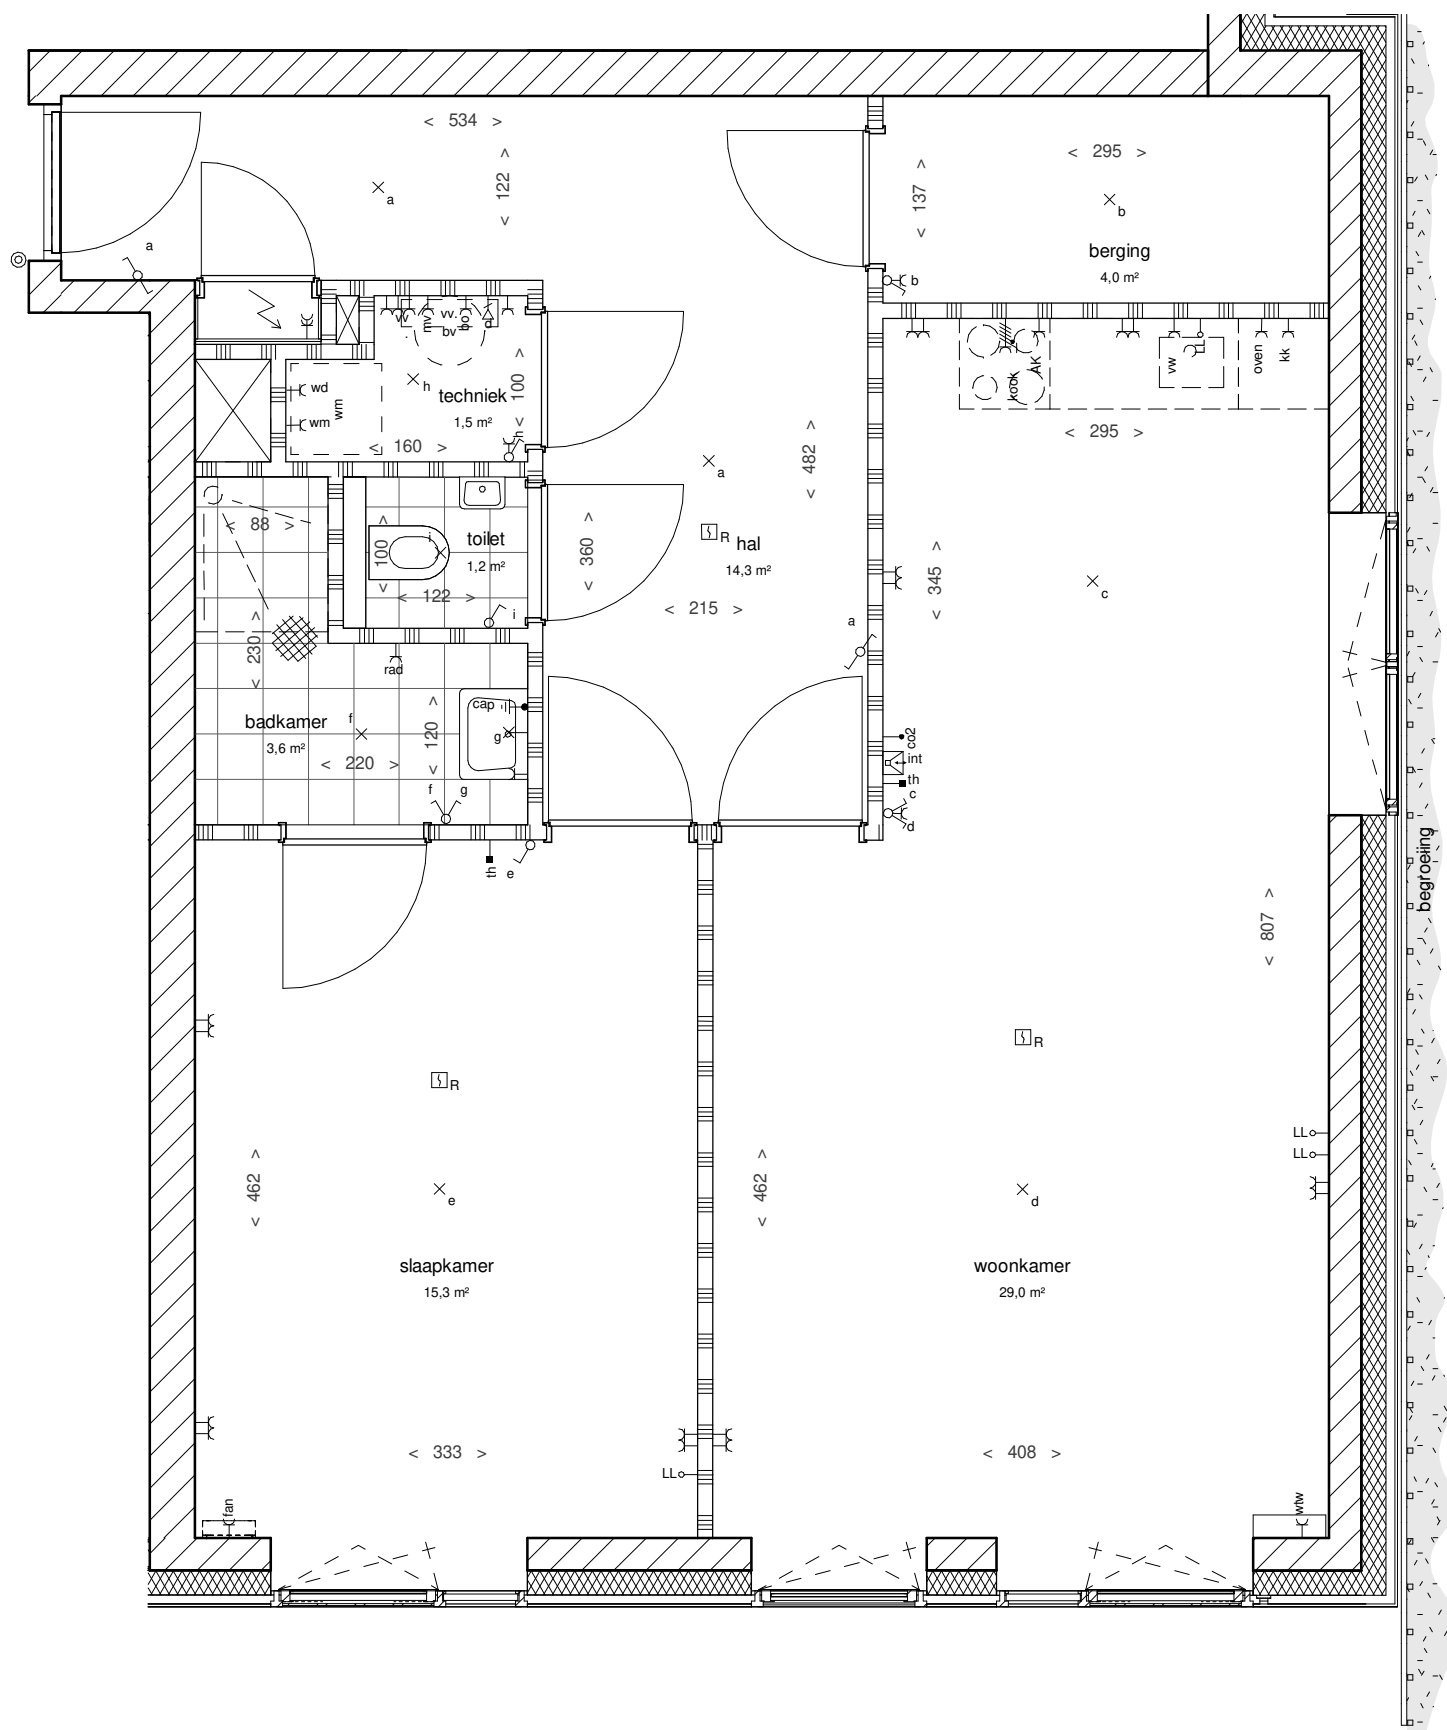 < 534 >
< 122 >
a
a
< 137 >
< 295 >
b
berging
4,0 m²
b
vv
mv
vv.
bv
bo
d
wd
wm
wm
h
techniek
1,5 m²
< 100 >
< 160 >
h
kook
AK
vw
LL
oven
kk
< 295 >
< 482 >
a
R
hal
14,3 m²
< 360 >
< 215 >
a
< 88 >
< 100 >
i
toilet
1,2 m²
< 122 >
i
< 345 >
c
< 230 >
rad
badkamer
3,6 m²
f
< 220 >
< 120 >
cap
g
f
g
co2
int
th
c
d
th
e
begroeiing
< 807 >
R
R
LL
LL
< 462 >
e
< 462 >
d
slaapkamer
15,3 m²
woonkamer
29,0 m²
< 333 >
< 408 >
LL
fan
wtw